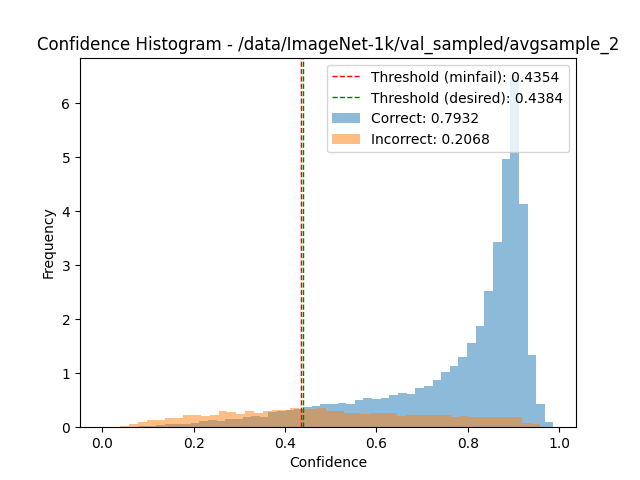 Confidence Histogram - /data/ImageNet-1k/val_sampled/avgsample_2
Threshold (minfail): 0.4354
Threshold (desired): 0.4384
Correct: 0.7932
Incorrect: 0.2068
Frequency
6
5
4
3
2
1
0
0.0 0.2 0.4 0.6 0.8 1.0
Confidence